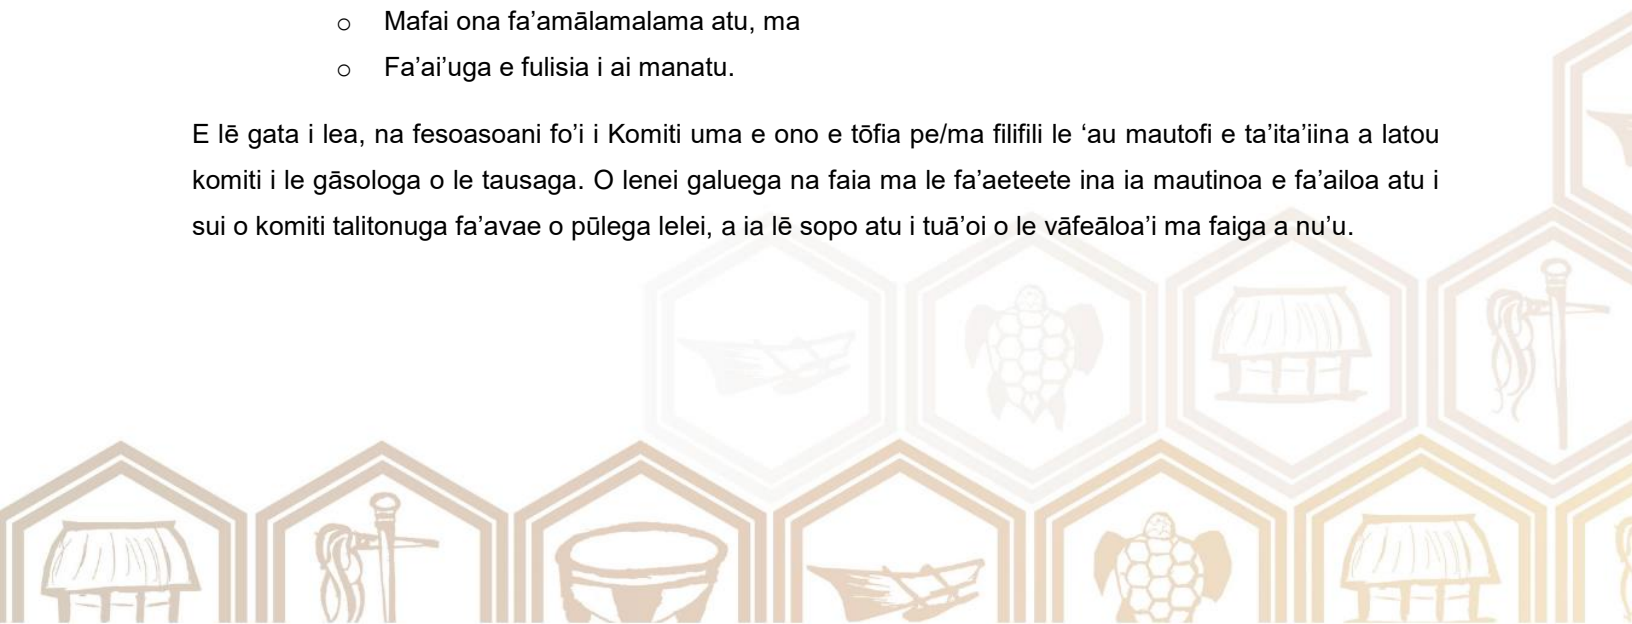 ○ Mafai ona fa’amālamalama atu, ma
○ Fa’ai’uga e fulisia i ai manatu.
E lē gata i lea, na fesoasoani fo’i i Komiti uma e ono e tōfia pe/ma filifili le ‘au mautofi e ta’ita’iina a latou
komiti i le gāsologa o le tausaga. O lenei galuega na faia ma le fa’aeteete ina ia mautinoa e fa’ailoa atu i
sui o komiti talitonuga fa’avae o pūlega lelei, a ia lē sopo atu i tuā’oi o le vāfeāloa’i ma faiga a nu’u.